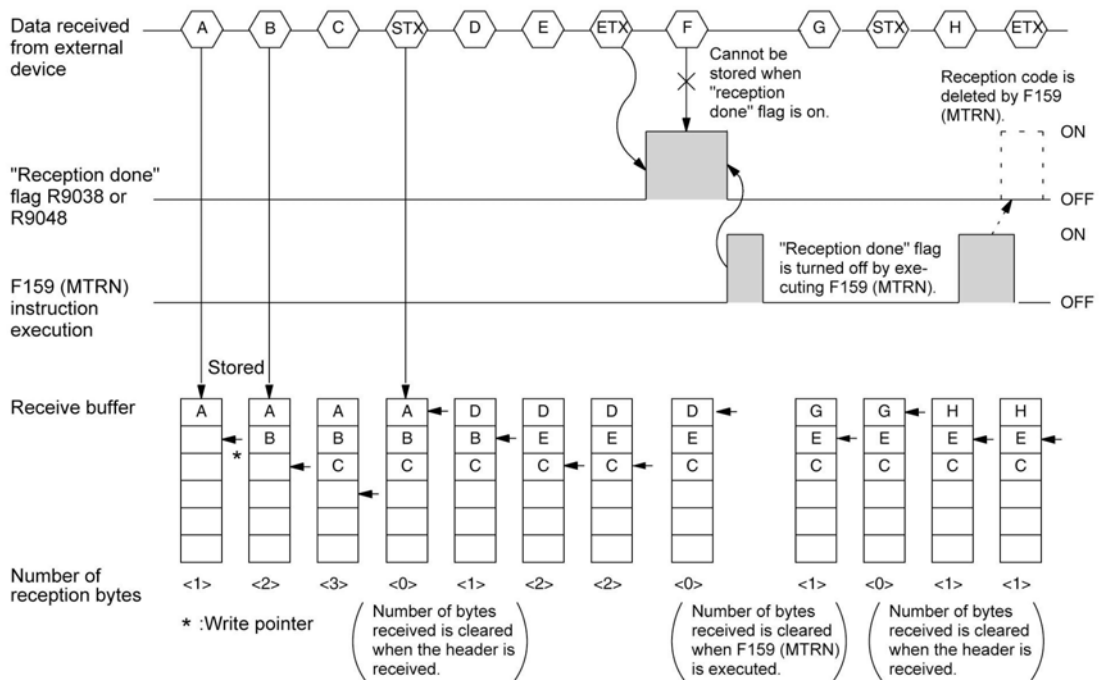 Data received
from external
device
A B C STX D E ETX F G STX H ETX
Cannot be
stored when
"reception
done" flag is on.
Reception code is
deleted by F159
(MTRN).
ON
"Reception done"
flag R9038 or
R9048
OFF
ON
"Reception done" flag
is turned off by exe-
cuting F159 (MTRN).
F159 (MTRN)
instruction
execution
OFF
Stored
Receive buffer
A A A A D D D D G G H H
B B B B E E E E E E E
*
C C C C C C C C C C
Number of
reception bytes
<1> <2> <3> <0> <1> <2> <2> <0> <1> <0> <1> <1>
* :Write pointer
Number of bytes
received is cleared
when the header is
received.
Number of bytes
received is cleared
when F159 (MTRN)
is executed.
Number of bytes
received is cleared
when the header is
received.